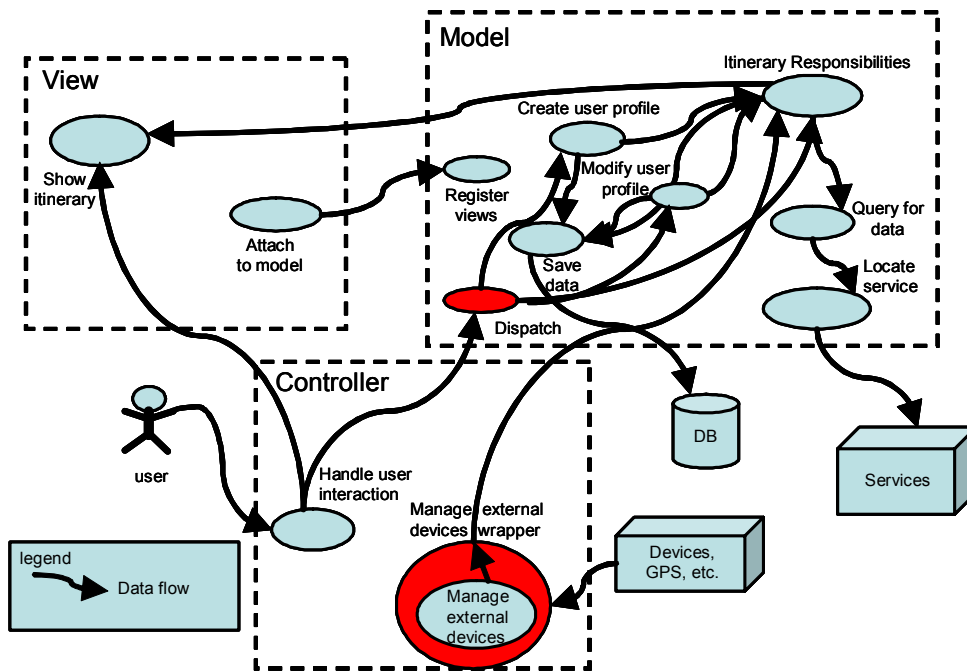 Model
View
Itinerary Responsibilities
Create user profile
Modify user
profile
Show
itinerary
Register
views
Attach
to model
Query for
data
Save
data
Locate
service
Dispatch
Controller
user
Handle user
interaction
DB
Services
Manage external
devices wrapper
Devices,
GPS, etc.
Manage
external
devices
legend
Data flow